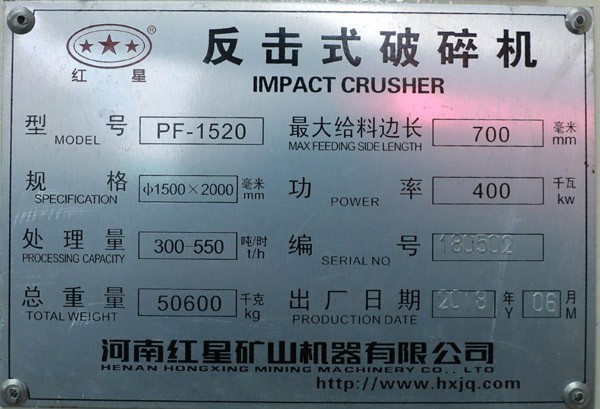 ® 反击式破碎机
红星 IMPACT CRUSHER
型号 MODEL PF-1520 最大给料边长 MAX FEEDING SIDE LENGTH 700 毫米 mm
规格 SPECIFICATION ф1500×2000 毫米 mm 功率 POWER 400 千瓦 kw
处理量 PROCESSING CAPACITY 300-550 吨/时 t/h 编号 SERIAL NO 180502
总重量 TOTAL WEIGHT 50600 千克 kg 出厂日期 PRODUCTION DATE 2018 年 Y 06 月 M
河南红星矿山机器有限公司
HENAN HONGXING MINING MACHINERY CO., LTD
http://www.hxjq.com